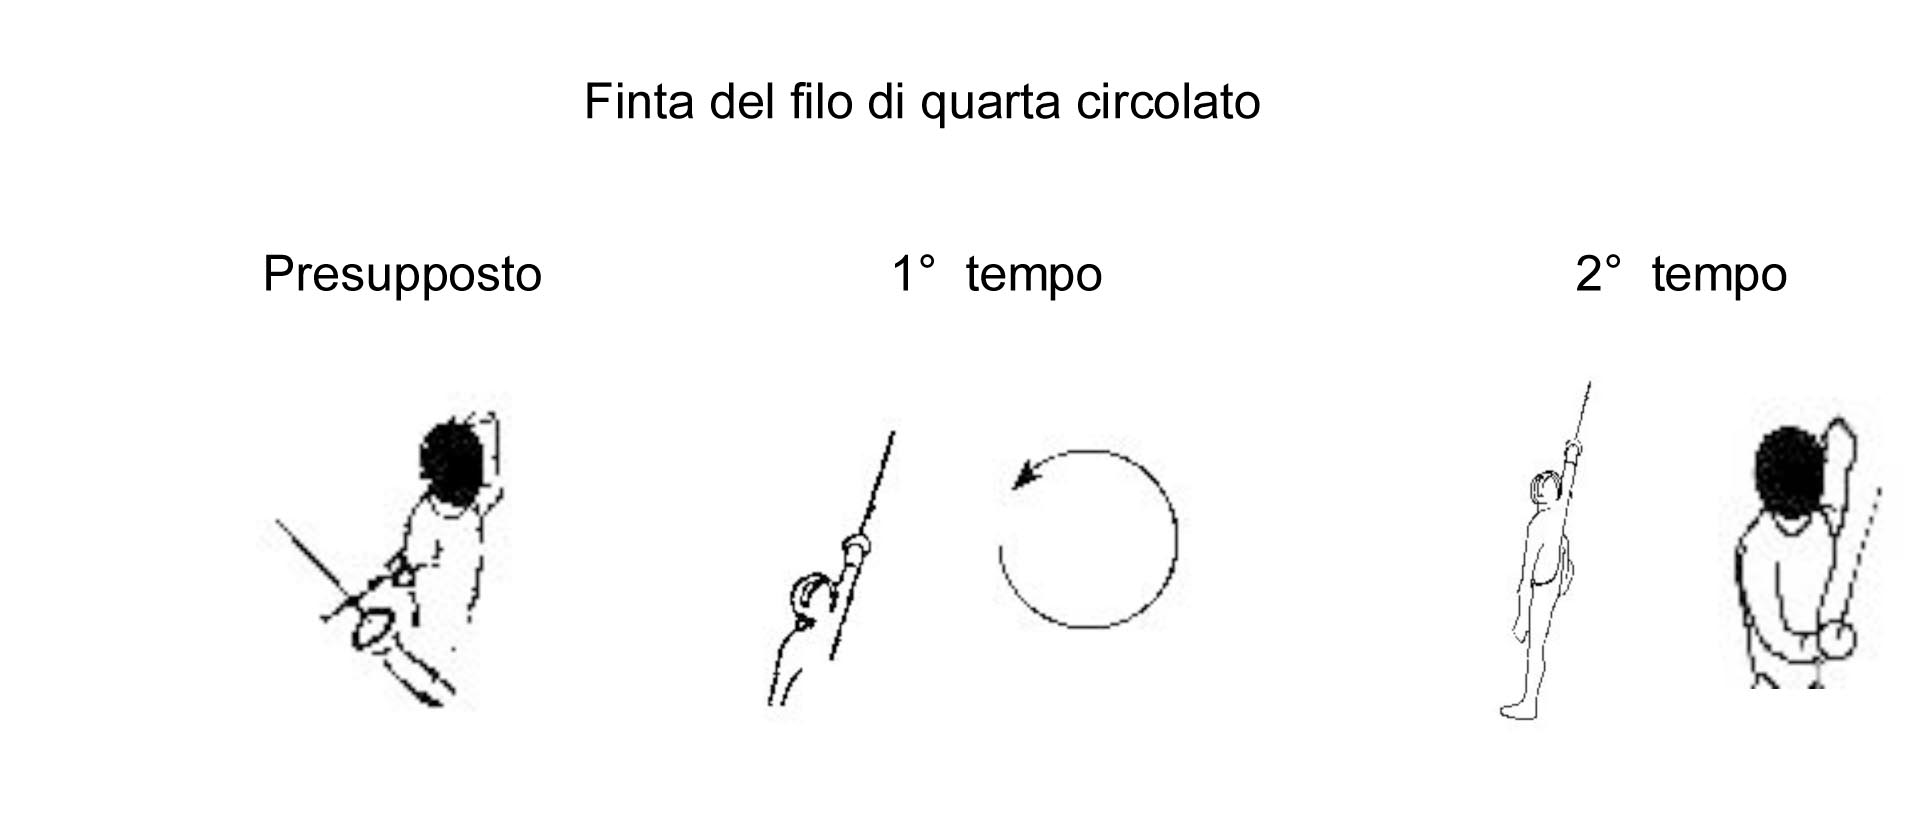 Finta del filo di quarta circolato
Presupposto 1° tempo 2° tempo